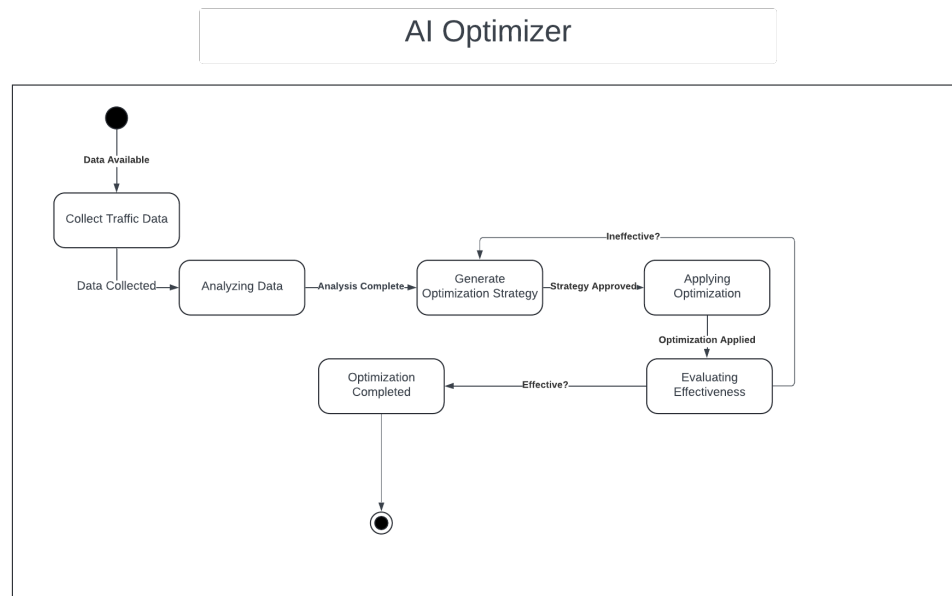 AI Optimizer
Data Available
Collect Traffic Data
Ineffective?
Data Collected
Analyzing Data
Analysis Complete
Generate
Optimization Strategy
Strategy Approved
Applying
Optimization
Optimization Applied
Optimization
Completed
Effective?
Evaluating
Effectiveness